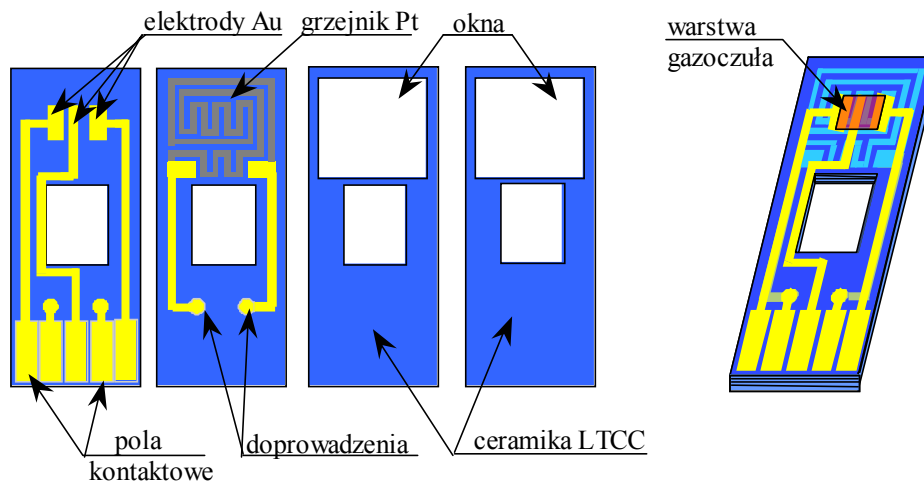 elektrody Au
grzejnik Pt
okna
warstwa
gazoczuła
pola
kontaktowe
doprowadzenia
ceramika LTCC